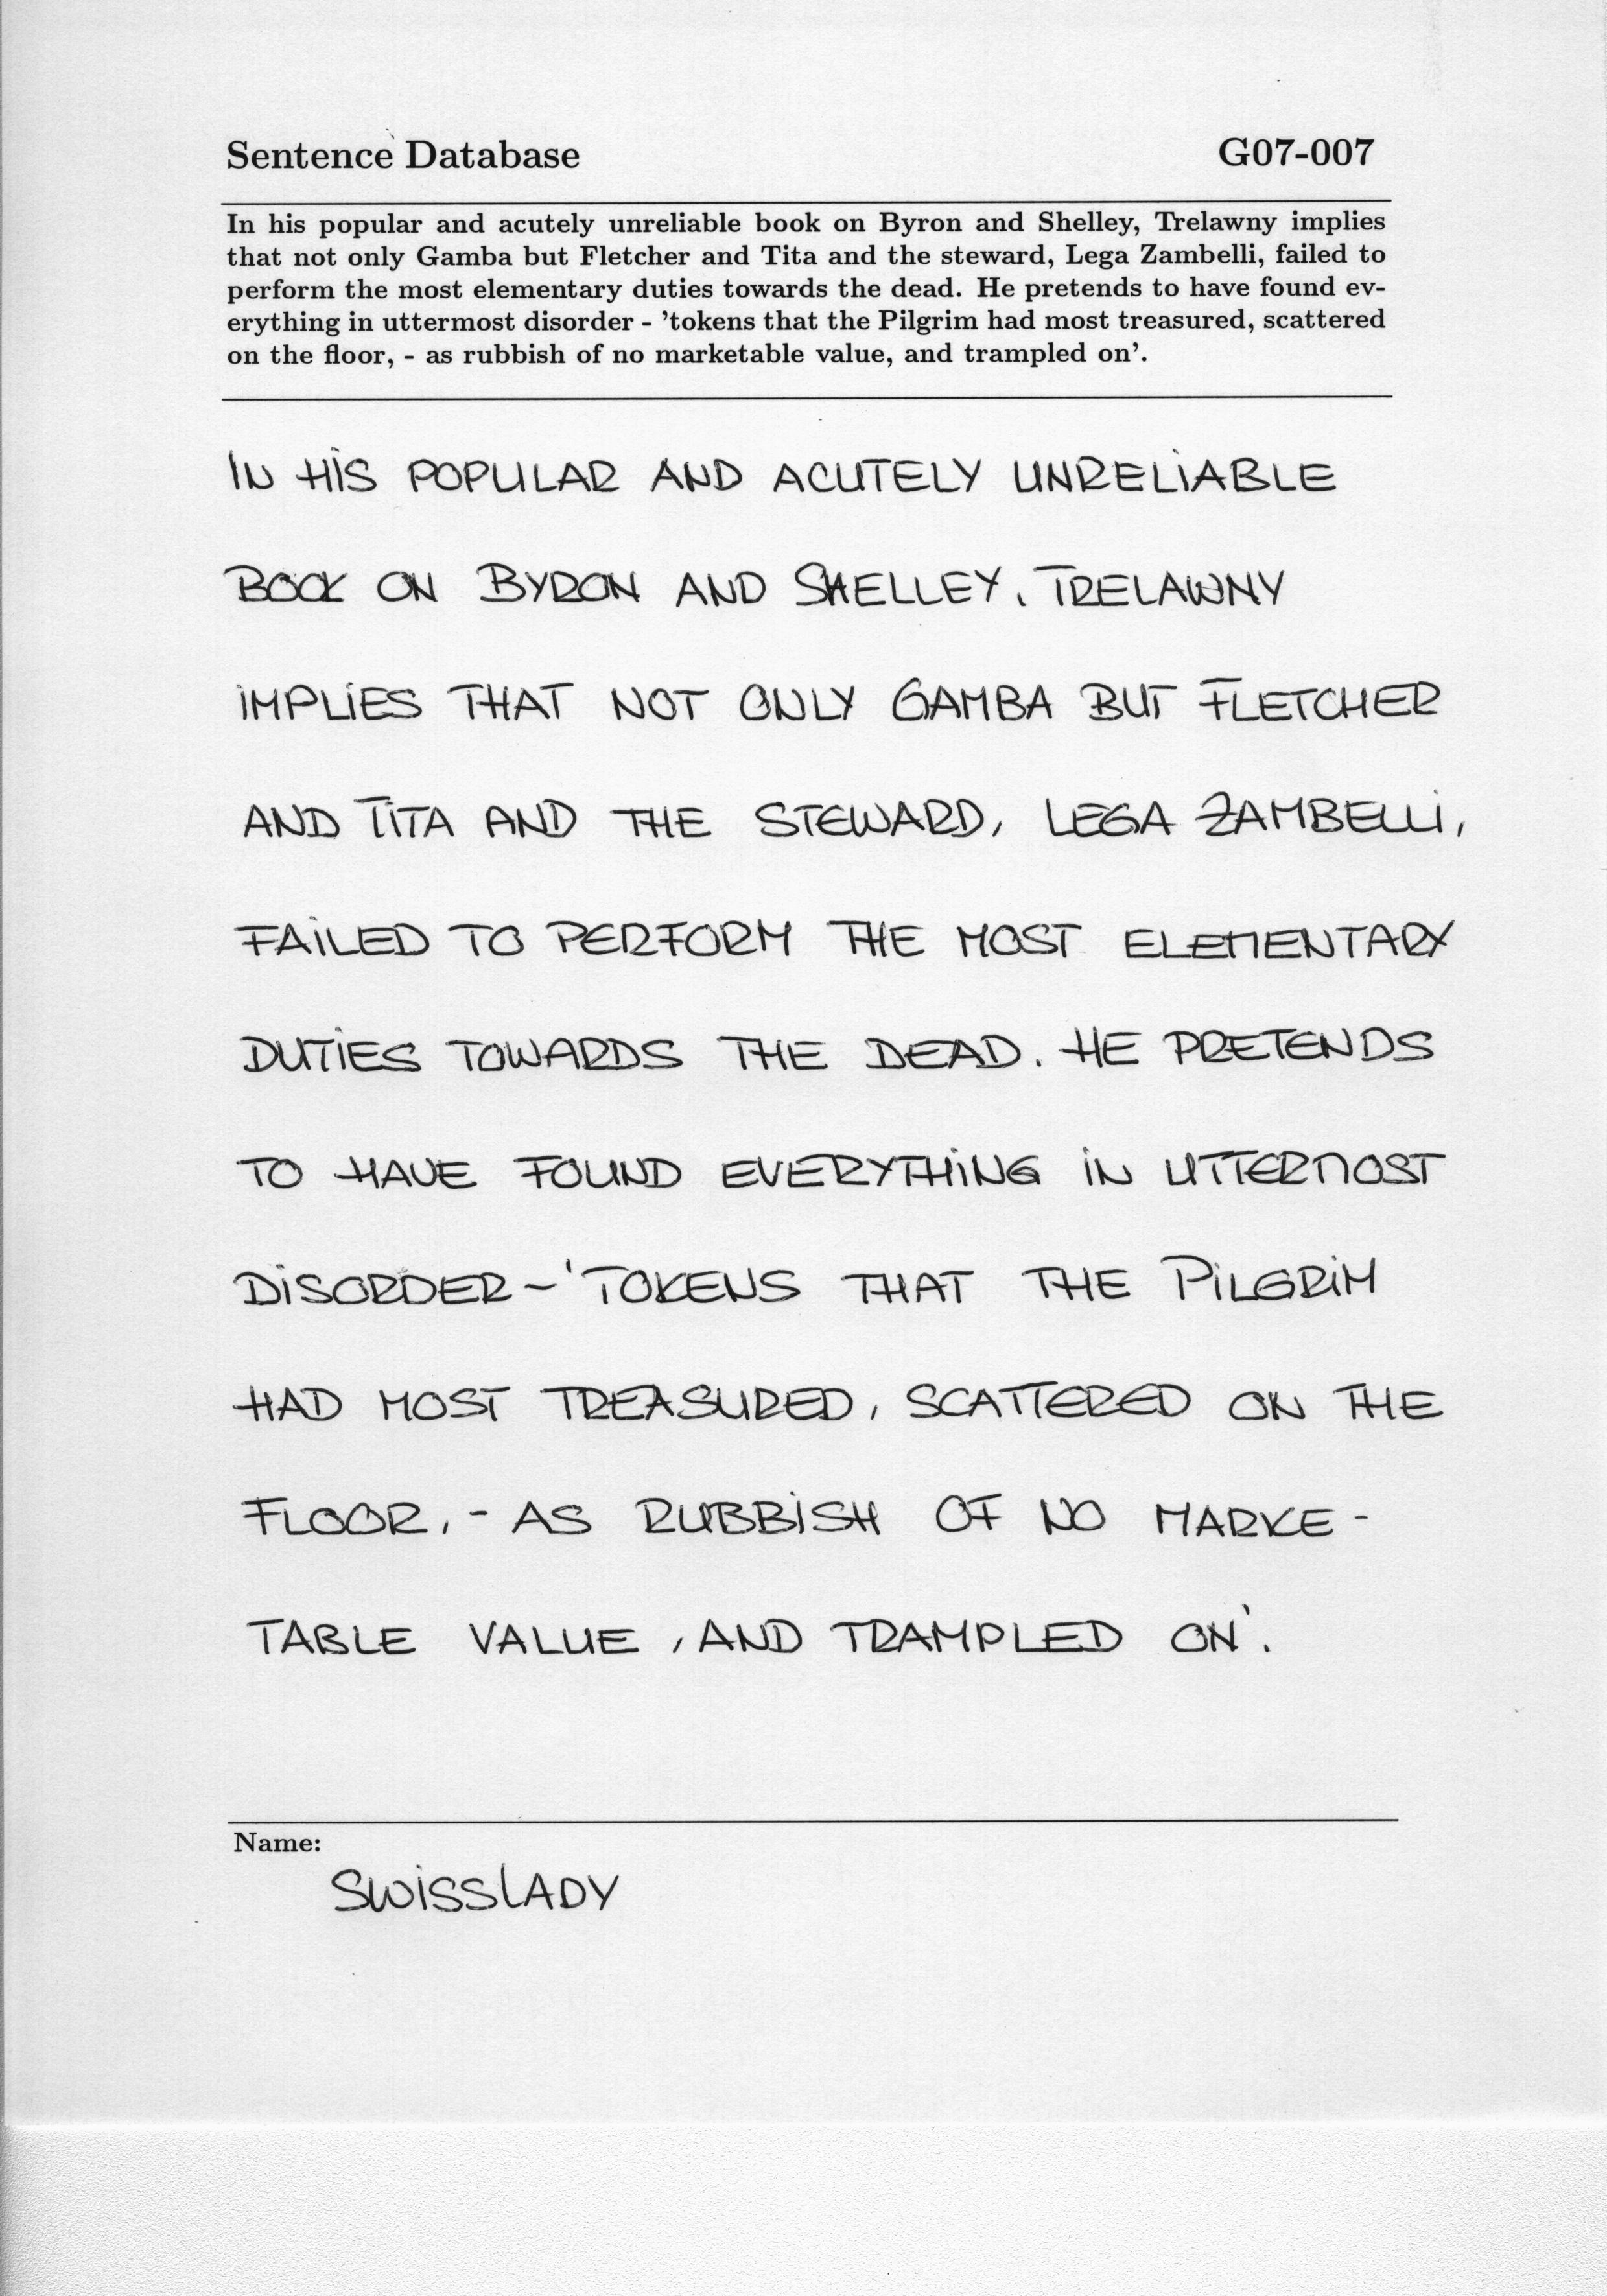 Sentence Database G07-007
In his popular and acutely unreliable book on Byron and Shelley, Trelawny implies
that not only Gamba but Fletcher and Tita and the steward, Lega Zambelli, failed to
perform the most elementary duties towards the dead. He pretends to have found ev-
erything in uttermost disorder - 'tokens that the Pilgrim had most treasured, scattered
on the floor, - as rubbish of no marketable value, and trampled on'.
IN HIS POPULAR AND ACUTELY UNRELIABLE
BOOK ON BYRON AND SHELLEY, TRELAWNY
IMPLIES THAT NOT ONLY GAMBA BUT FLETCHER
AND TITA AND THE STEWARD, LEGA ZAMBELLI,
FAILED TO PERFORM THE MOST ELEMENTARY
DUTIES TOWARDS THE DEAD. HE PRETENDS
TO HAVE FOUND EVERYTHING IN UTTERMOST
DISORDER - 'TOKENS THAT THE PILGRIM
HAD MOST TREASURED, SCATTERED ON THE
FLOOR, - AS RUBBISH OF NO MARKE-
TABLE VALUE, AND TRAMPLED ON'.
Name:
SWISSLADY